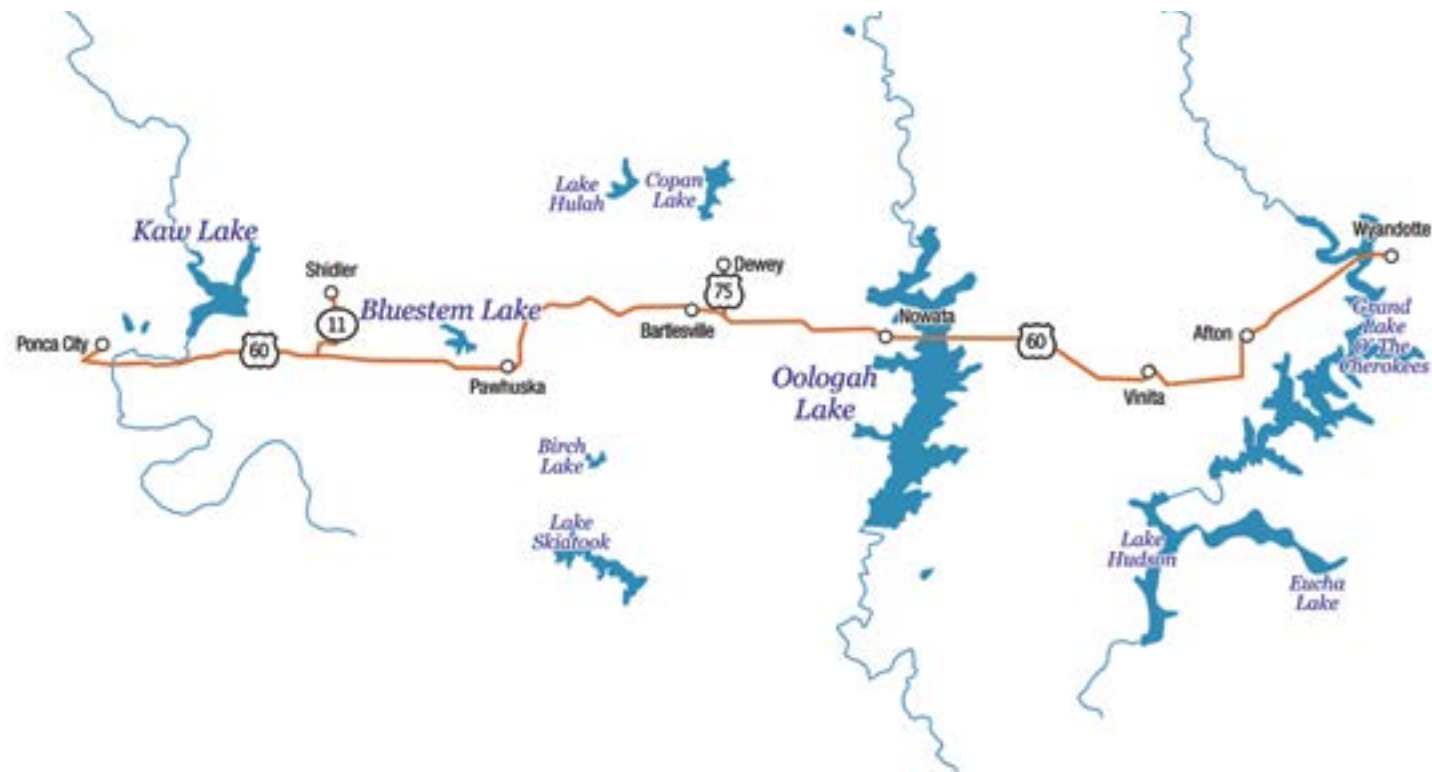 Lake
Hulah
Copan
Lake
Kaw Lake
Wyandotte
Shidler
Dewey
75
Bluestem Lake
11
Bartlesville
Nowata
Grand
Lake
O' The
Cherokees
Ponca City
60
60
Afton
Pawhuska
Oologah
Lake
Vinita
Birch
Lake
Lake
Skiatook
Lake
Hudson
Eucha
Lake